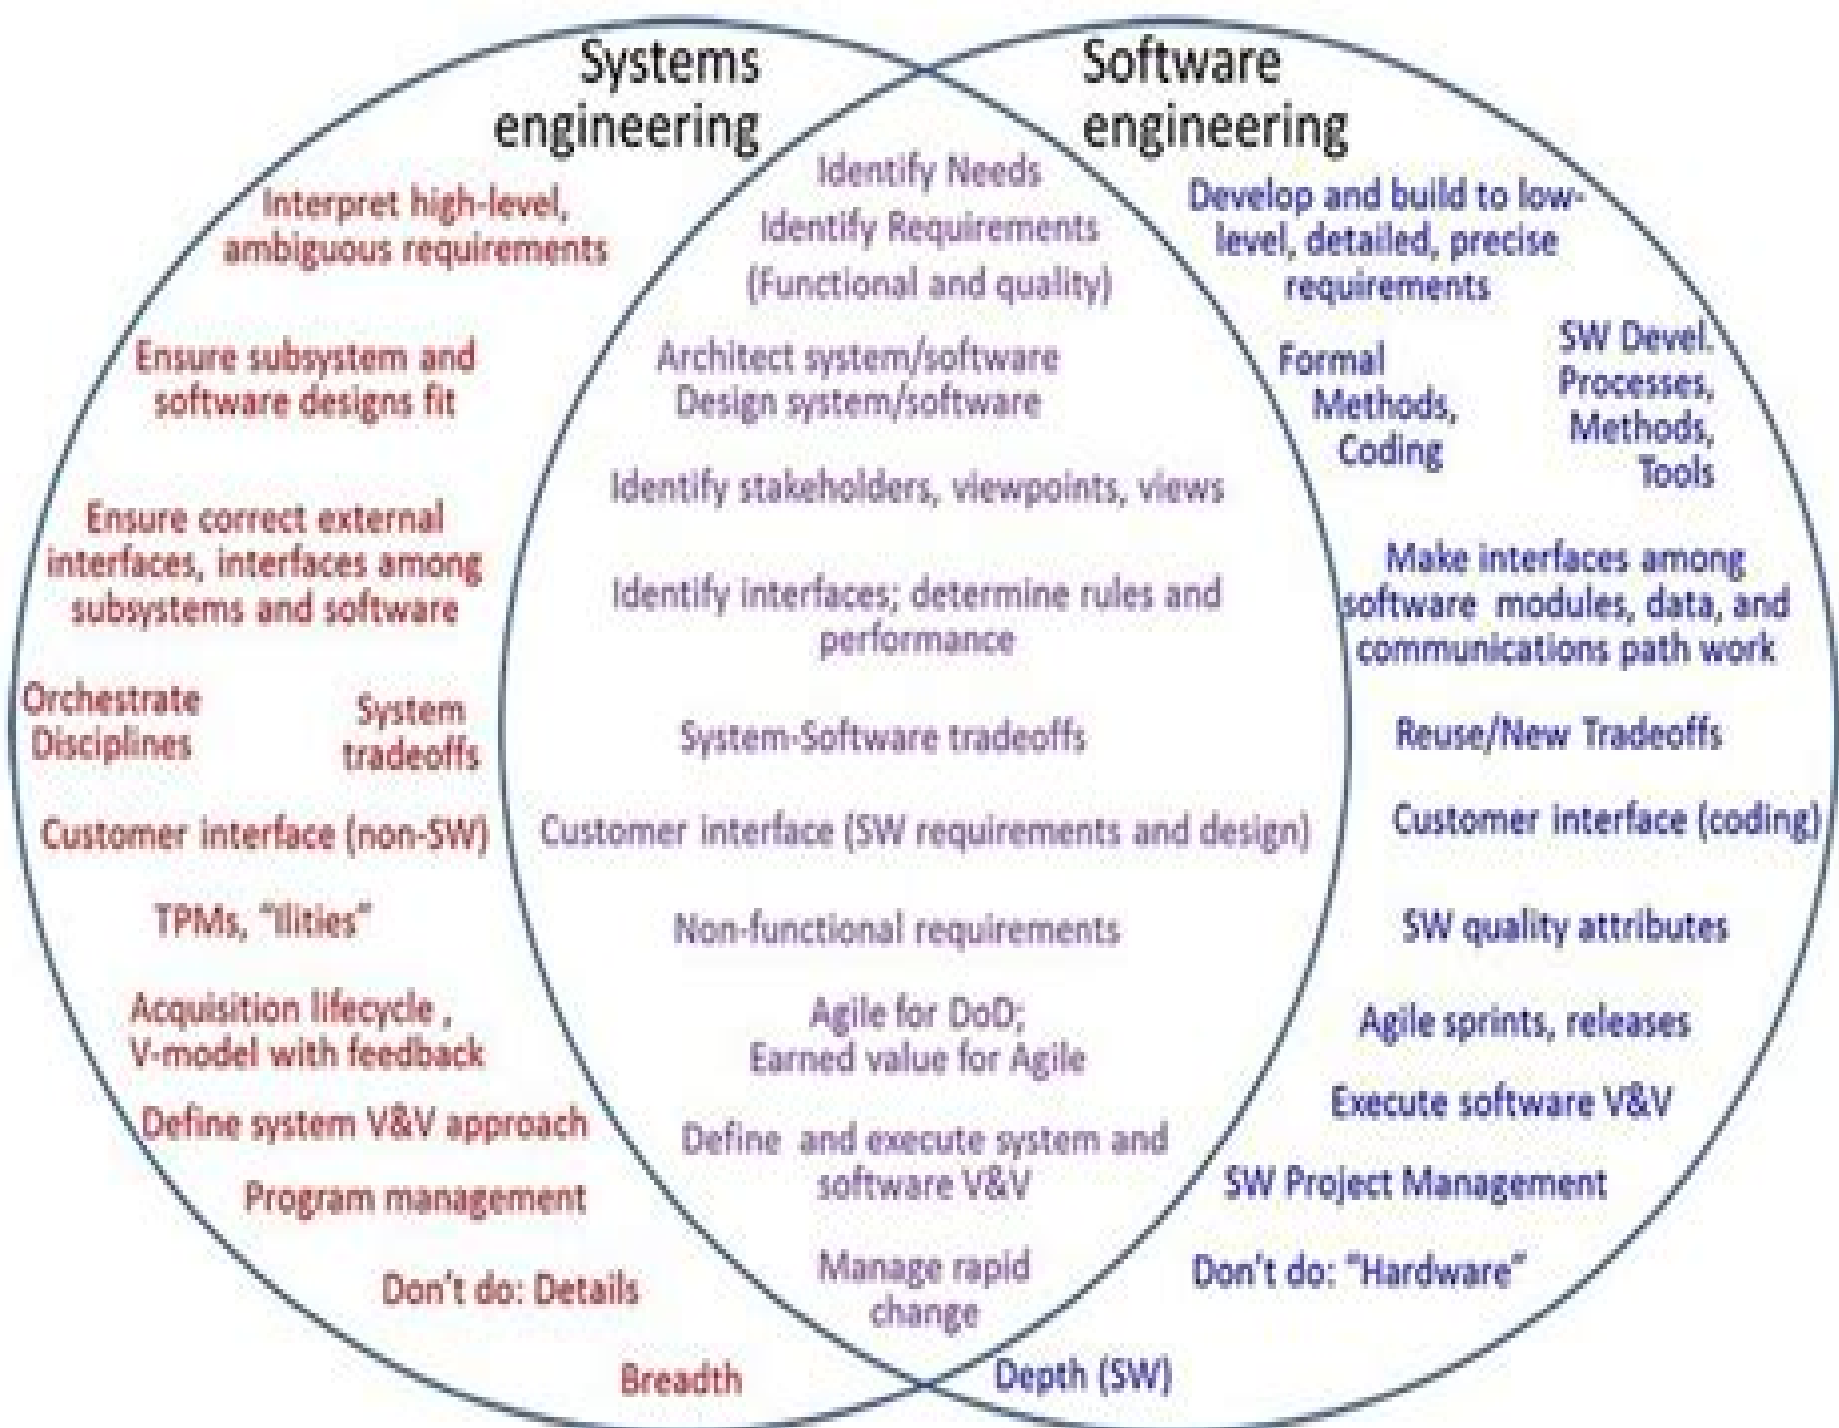 Systems
engineering
Interpret high-level,
ambiguous requirements
Ensure subsystem and
software designs fit
Ensure correct external
interfaces, interfaces among
subsystems and software
Orchestrate
Disciplines
System
tradeoffs
Customer interface (non-SW)
TPMs, “Ilities”
Acquisition lifecycle ,
V-model with feedback
Define system V&V approach
Program management
Don’t do: Details
Breadth
Identify Needs
Identify Requirements
(Functional and quality)
Architect system/software
Design system/software
Identify stakeholders, viewpoints, views
Identify interfaces; determine rules and
performance
System-Software tradeoffs
Customer interface (SW requirements and design)
Non-functional requirements
Agile for DoD;
Earned value for Agile
Define and execute system and
software V&V
Manage rapid
change
Software
engineering
Develop and build to low-
level, detailed, precise
requirements
Formal
Methods,
Coding
SW Devel.
Processes,
Methods,
Tools
Make interfaces among
software modules, data, and
communications path work
Reuse/New Tradeoffs
Customer interface (coding)
SW quality attributes
Agile sprints, releases
Execute software V&V
SW Project Management
Don’t do: “Hardware”
Depth (SW)